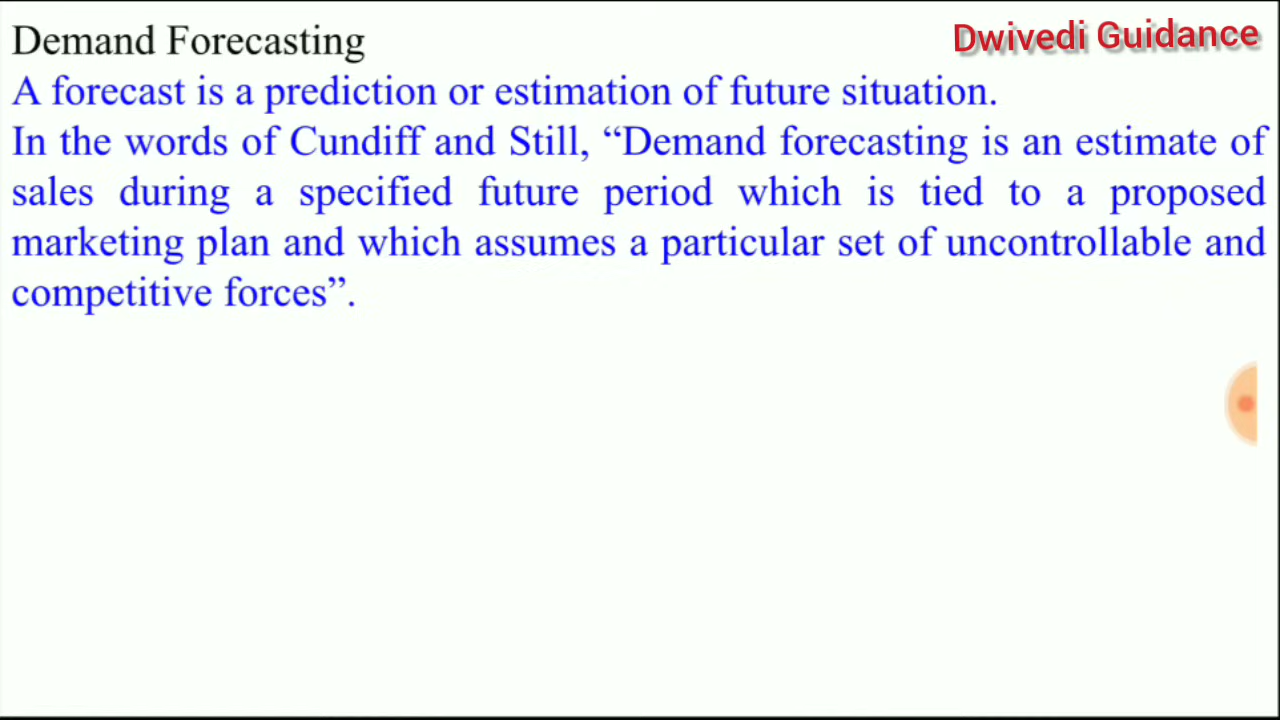 Demand Forecasting
Dwivedi Guidance
A forecast is a prediction or estimation of future situation.
In the words of Cundiff and Still, “Demand forecasting is an estimate of
sales during a specified future period which is tied to a proposed
marketing plan and which assumes a particular set of uncontrollable and
competitive forces”.